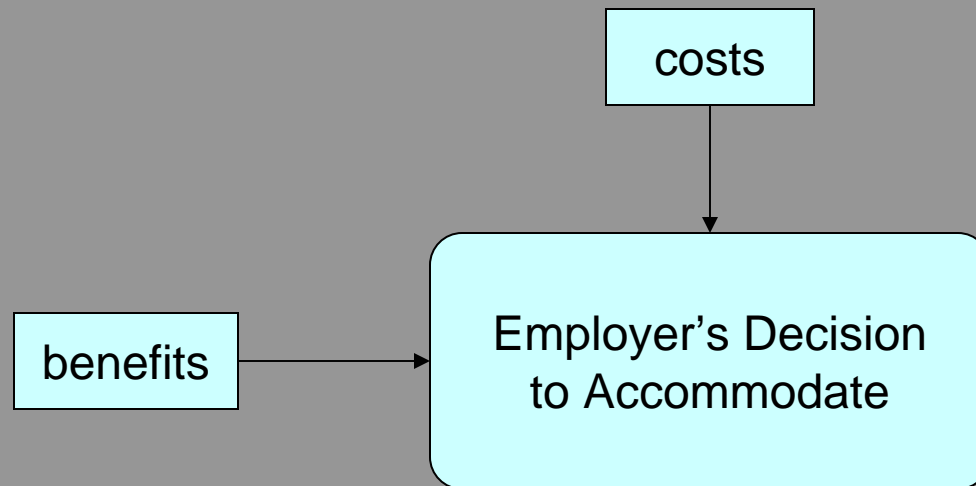 costs
benefits
Employer’s Decision
to Accommodate